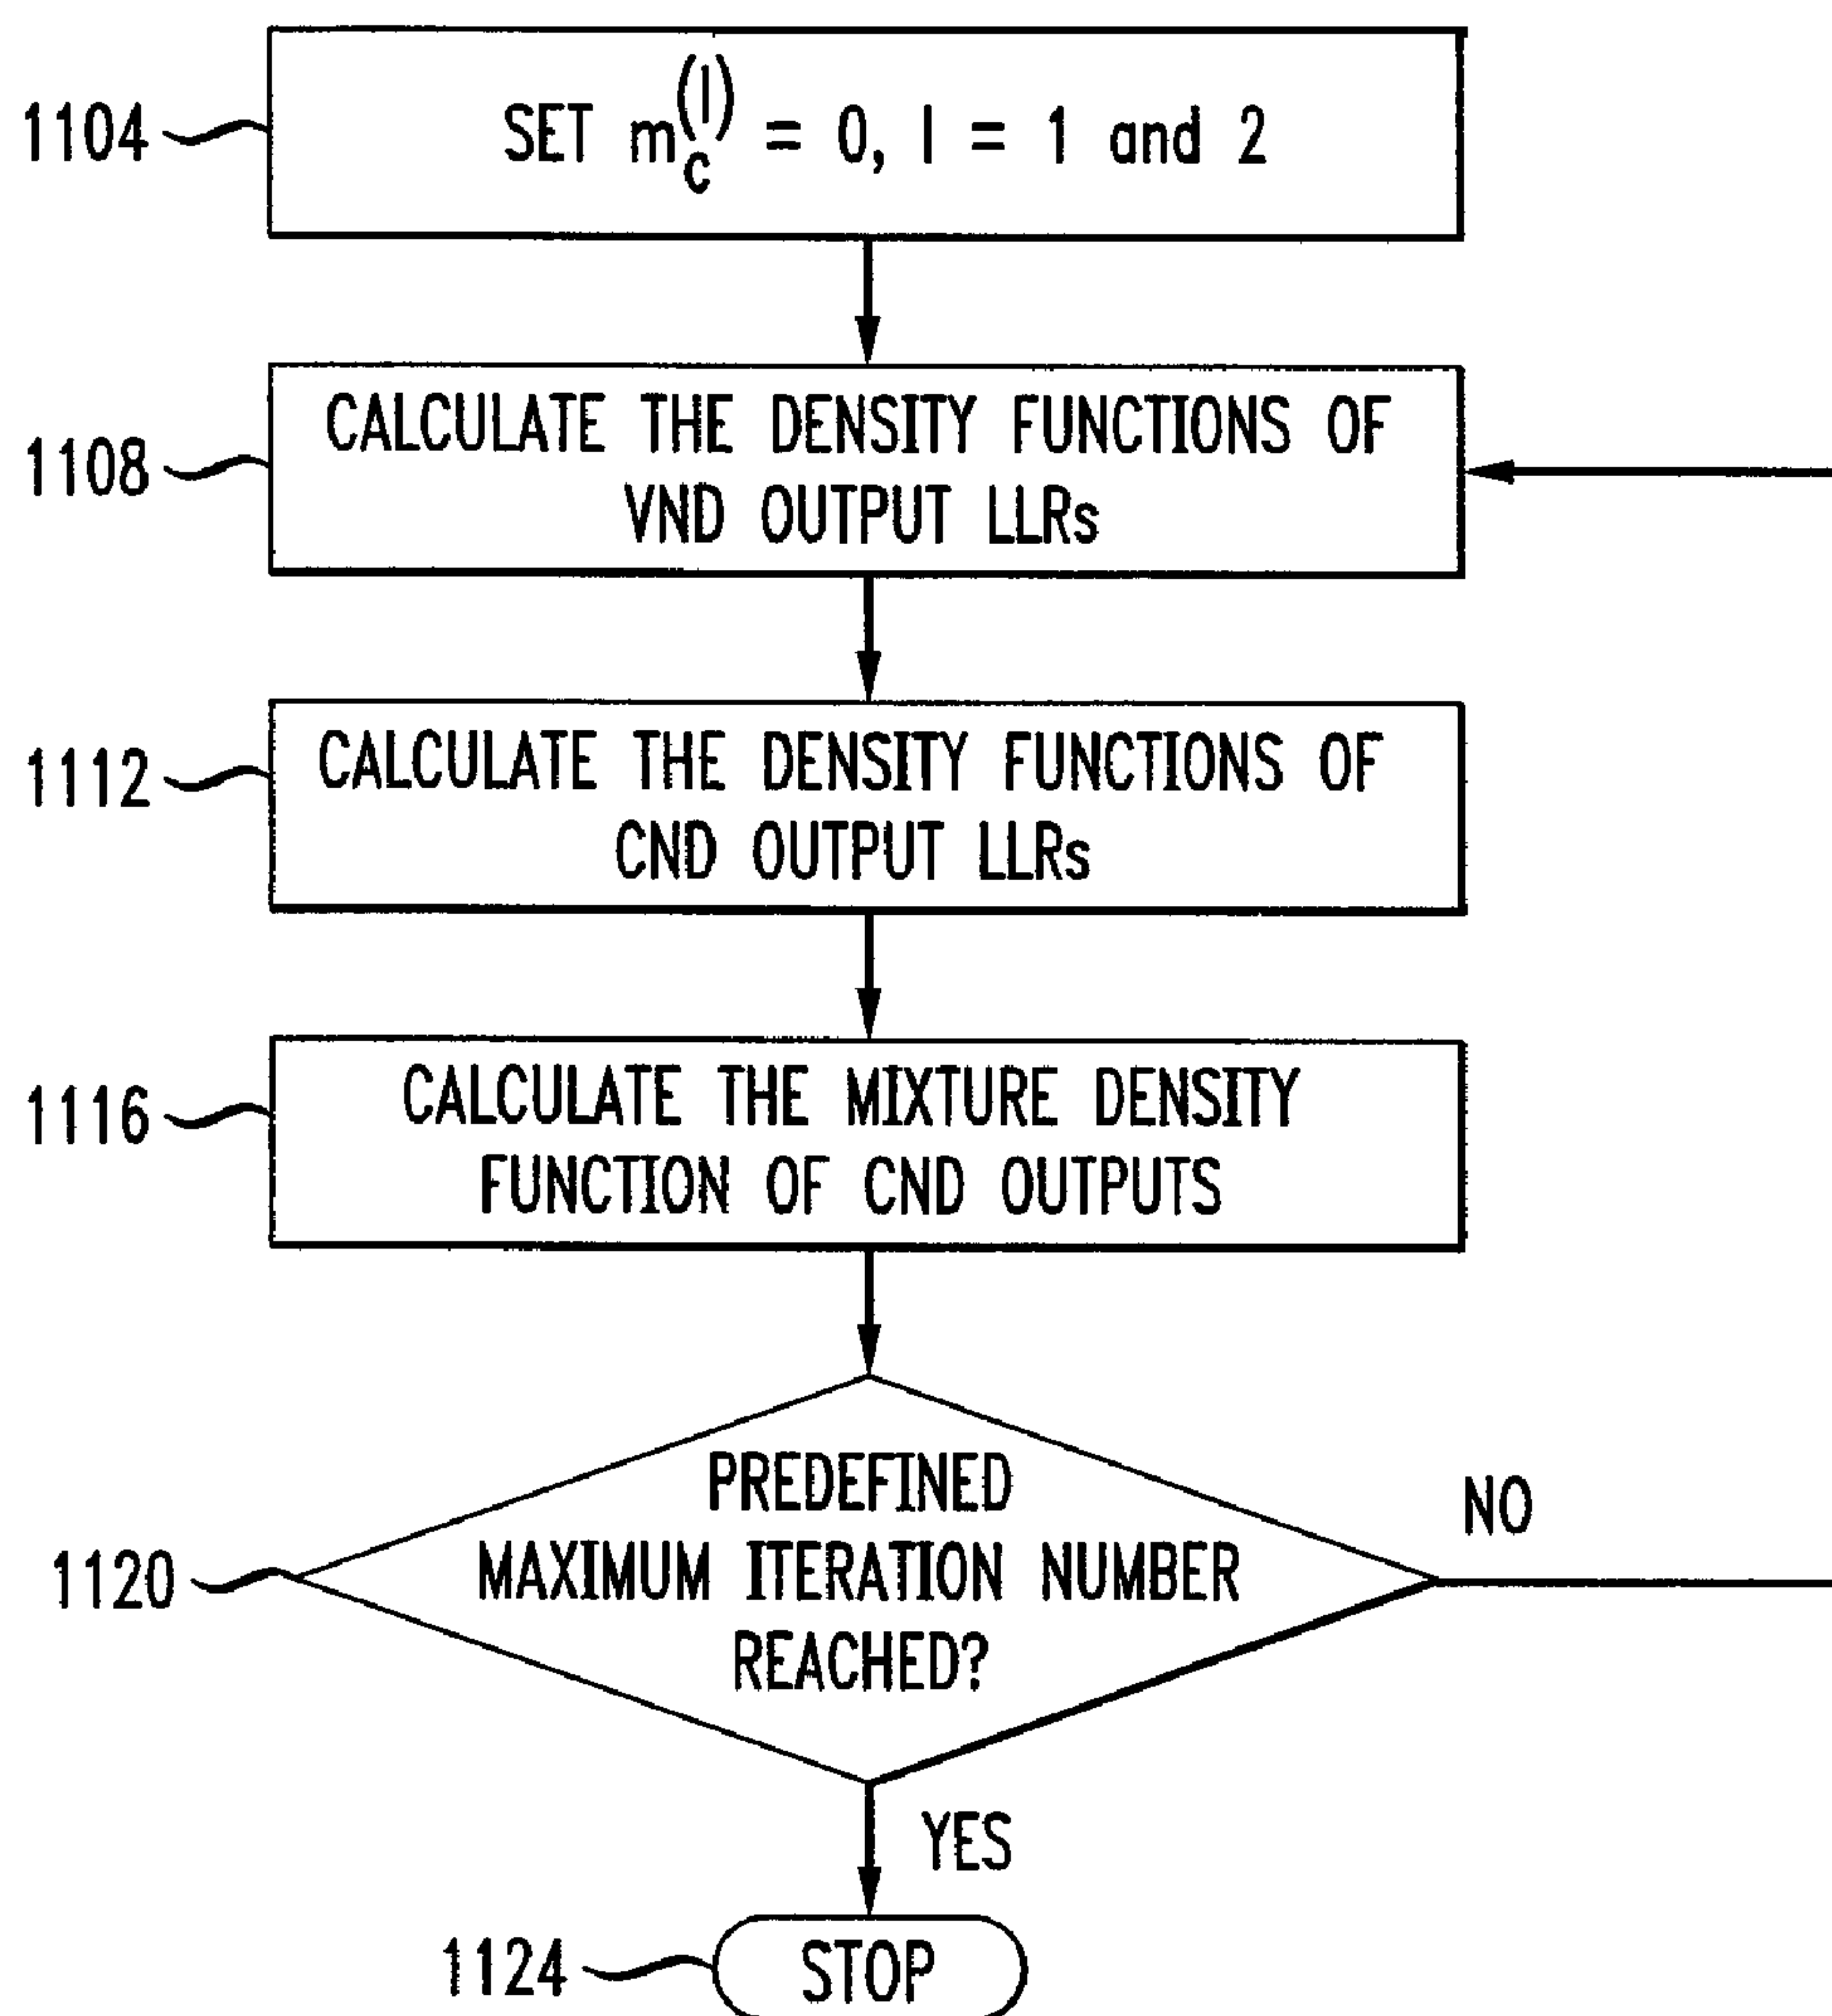 1104
SET m_c^(l) = 0, l = 1 and 2
1108
CALCULATE THE DENSITY FUNCTIONS OF
VND OUTPUT LLRs
1112
CALCULATE THE DENSITY FUNCTIONS OF
CND OUTPUT LLRs
1116
CALCULATE THE MIXTURE DENSITY
FUNCTION OF CND OUTPUTS
1120
PREDEFINED
MAXIMUM ITERATION NUMBER
REACHED?
NO
YES
1124
STOP